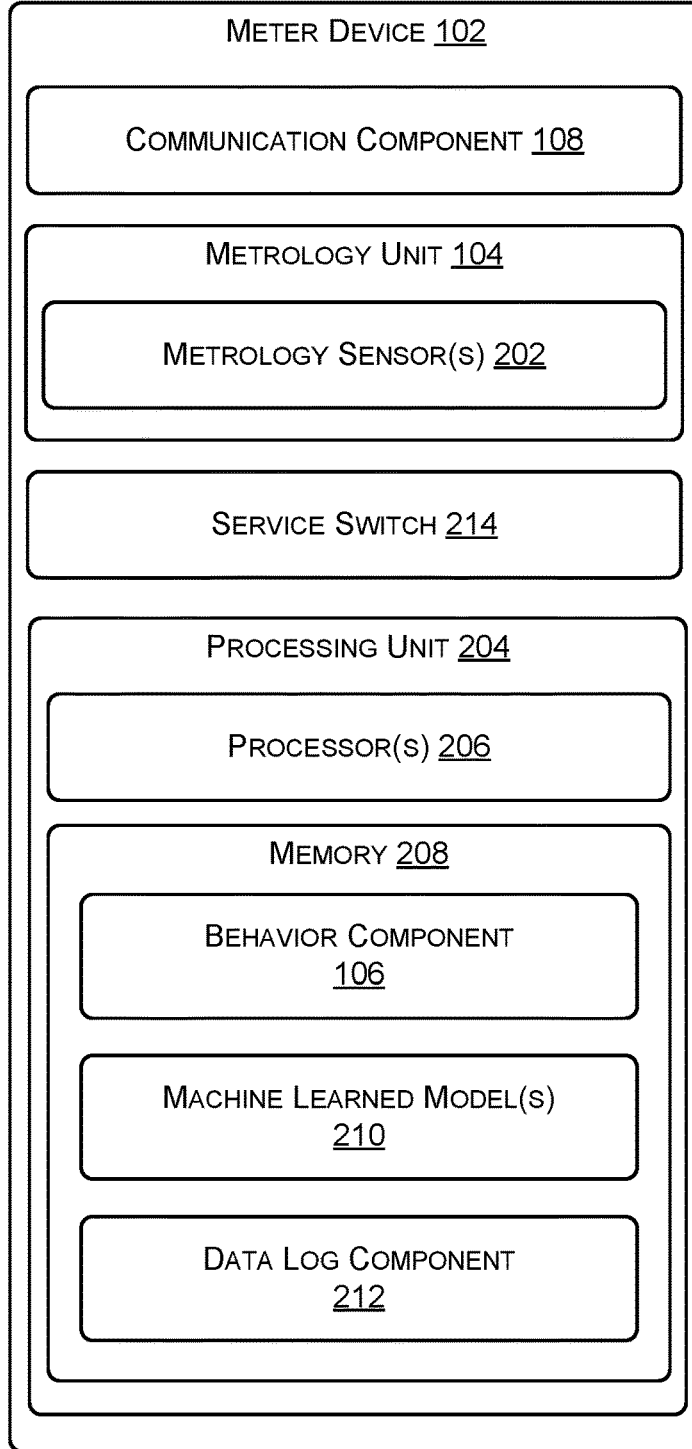 METER DEVICE 102
COMMUNICATION COMPONENT 108
METROLOGY UNIT 104
METROLOGY SENSOR(S) 202
SERVICE SWITCH 214
PROCESSING UNIT 204
PROCESSOR(S) 206
MEMORY 208
BEHAVIOR COMPONENT
106
MACHINE LEARNED MODEL(S)
210
DATA LOG COMPONENT
212